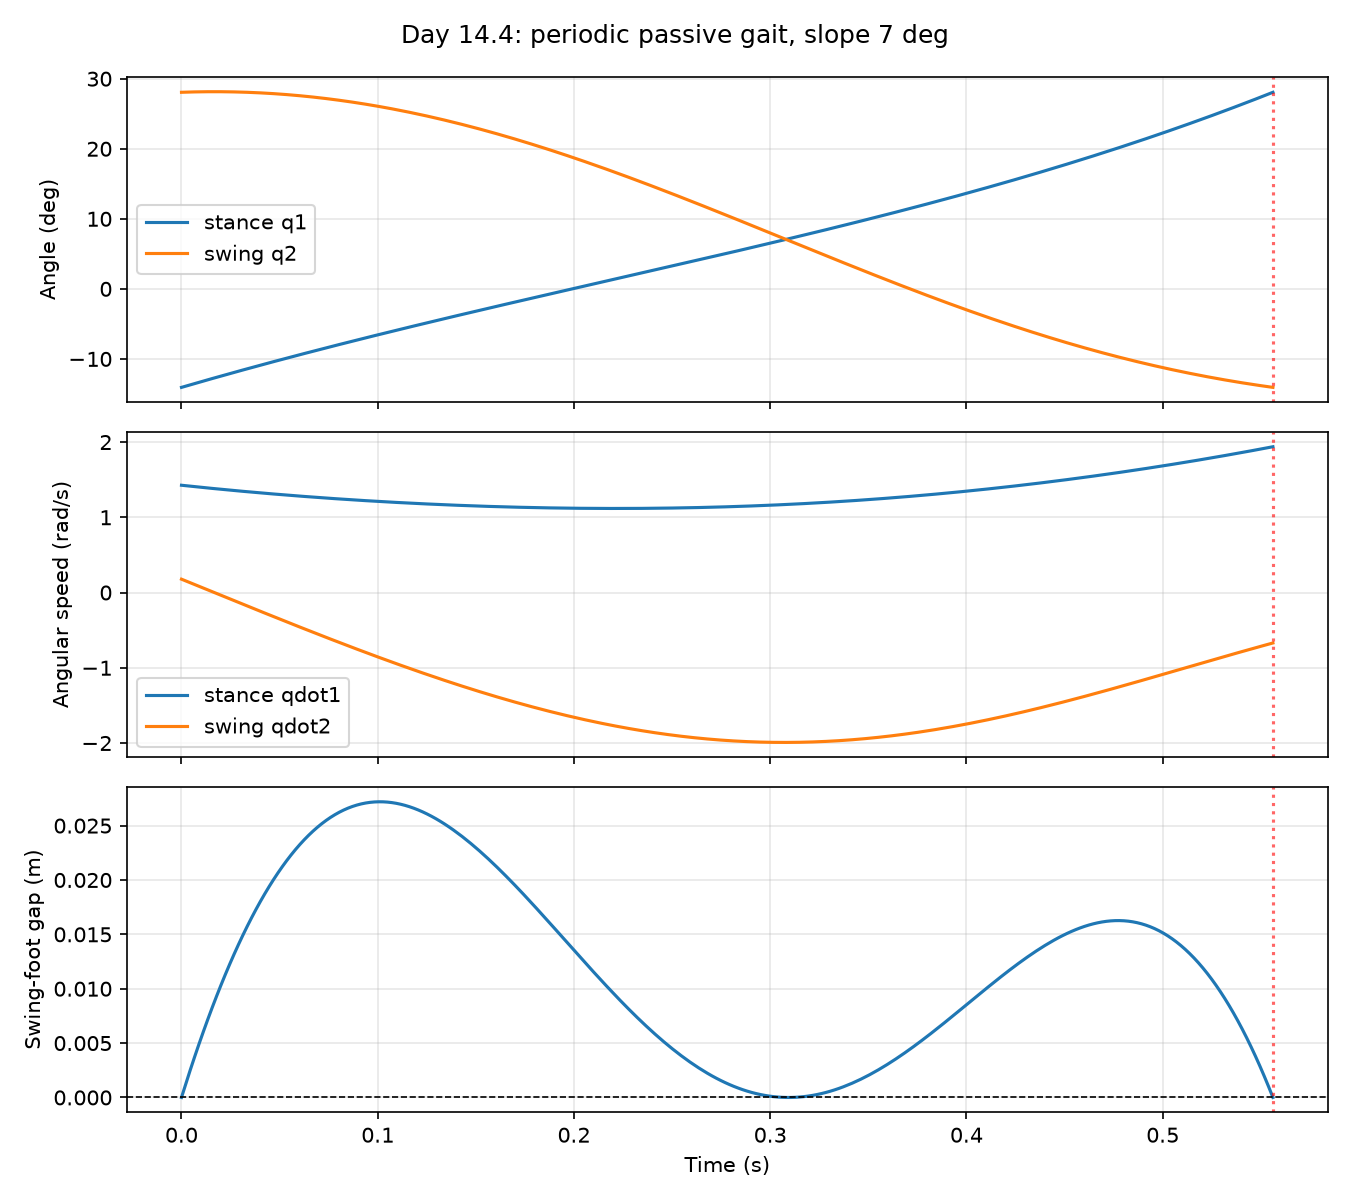 Day 14.4: periodic passive gait, slope 7 deg
30
20
10
0
−10
Angle (deg)
stance q1
swing q2
2
1
0
−1
−2
Angular speed (rad/s)
stance qdot1
swing qdot2
0.025
0.020
0.015
0.010
0.005
0.000
Swing-foot gap (m)
0.0 0.1 0.2 0.3 0.4 0.5
Time (s)